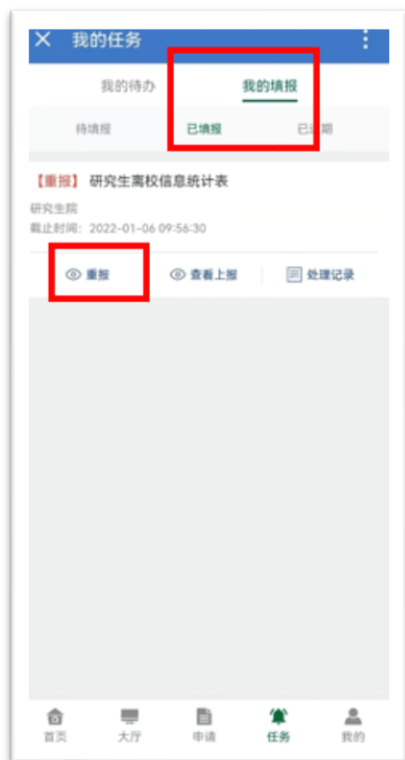 我的任务
我的待办 我的填报
待填报 已填报 已过期
【重报】 研究生离校信息统计表
研究生院
截止时间: 2022-01-06 09:56:30
重报 查看上报 处理记录
首页 大厅 申请 任务 我的